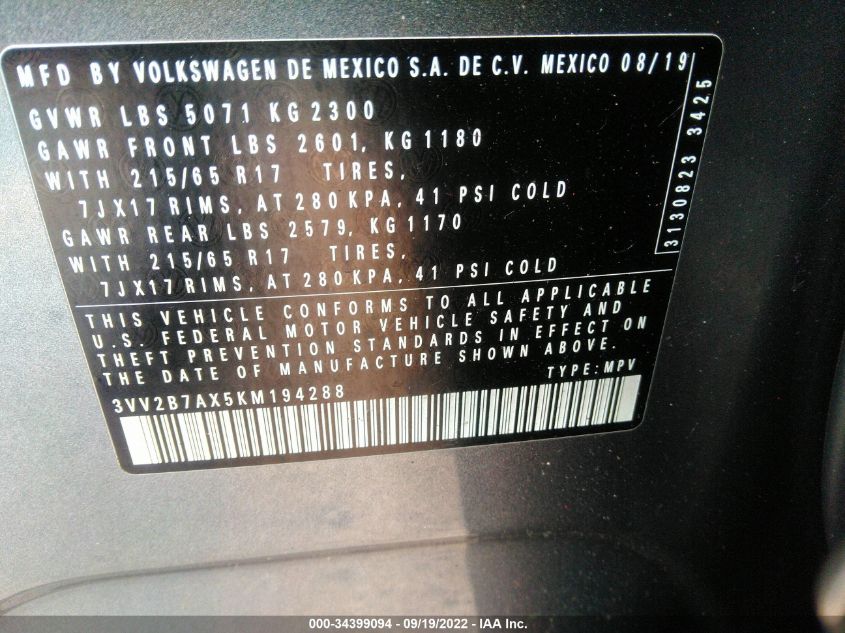 MFD BY VOLKSWAGEN DE MEXICO S.A. DE C.V. MEXICO 08/19
GVWR LBS 5071 KG 2300
GAWR FRONT LBS 2601, KG 1180
WITH 215/65 R17 TIRES,
7JX17 RIMS, AT 280 KPA, 41 PSI COLD
GAWR REAR LBS 2579, KG 1170
WITH 215/65 R17 TIRES,
7JX17 RIMS, AT 280 KPA, 41 PSI COLD
3130823 3425
THIS VEHICLE CONFORMS TO ALL APPLICABLE
U.S. FEDERAL MOTOR VEHICLE SAFETY AND
THEFT PREVENTION STANDARDS IN EFFECT ON
THE DATE OF MANUFACTURE SHOWN ABOVE.
TYPE: MPV
3VV2B7AX5KM194288
000-34399094 - 09/19/2022 - IAA Inc.